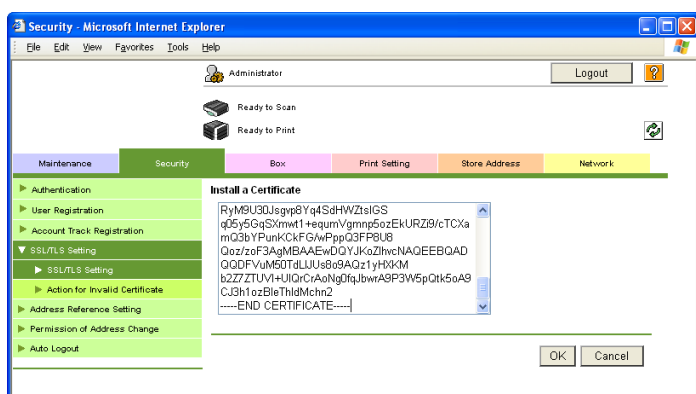 Security - Microsoft Internet Explorer
File Edit View Favorites Tools Help
Administrator
Logout
?
Ready to Scan
Ready to Print
Maintenance Security Box Print Setting Store Address Network
Authentication
User Registration
Account Track Registration
SSL/TLS Setting
SSL/TLS Setting
Action for Invalid Certificate
Address Reference Setting
Permission of Address Change
Auto Logout
Install a Certificate
RyM9U30Jsgvp8Yq4SdHWZtsIGS
q05y5GqSXmwt1+equmVgmnp5ozEkURZi9/cTCXa
mQ3bYPunKCkFG/wPppQ3FP8U8
Qoz/zoF3AgMBAAEwDQYJKoZIhvcNAQEEBQAD
QQDFVuM50TdLIJUs8o9AQz1yHXKM
b2Z7ZTUVI+UIQrCrAoNg0fqJbwrA9P3W5pQtk5oA9
CJ3h1ozBleThIdMchn2
-----END CERTIFICATE-----
OK Cancel